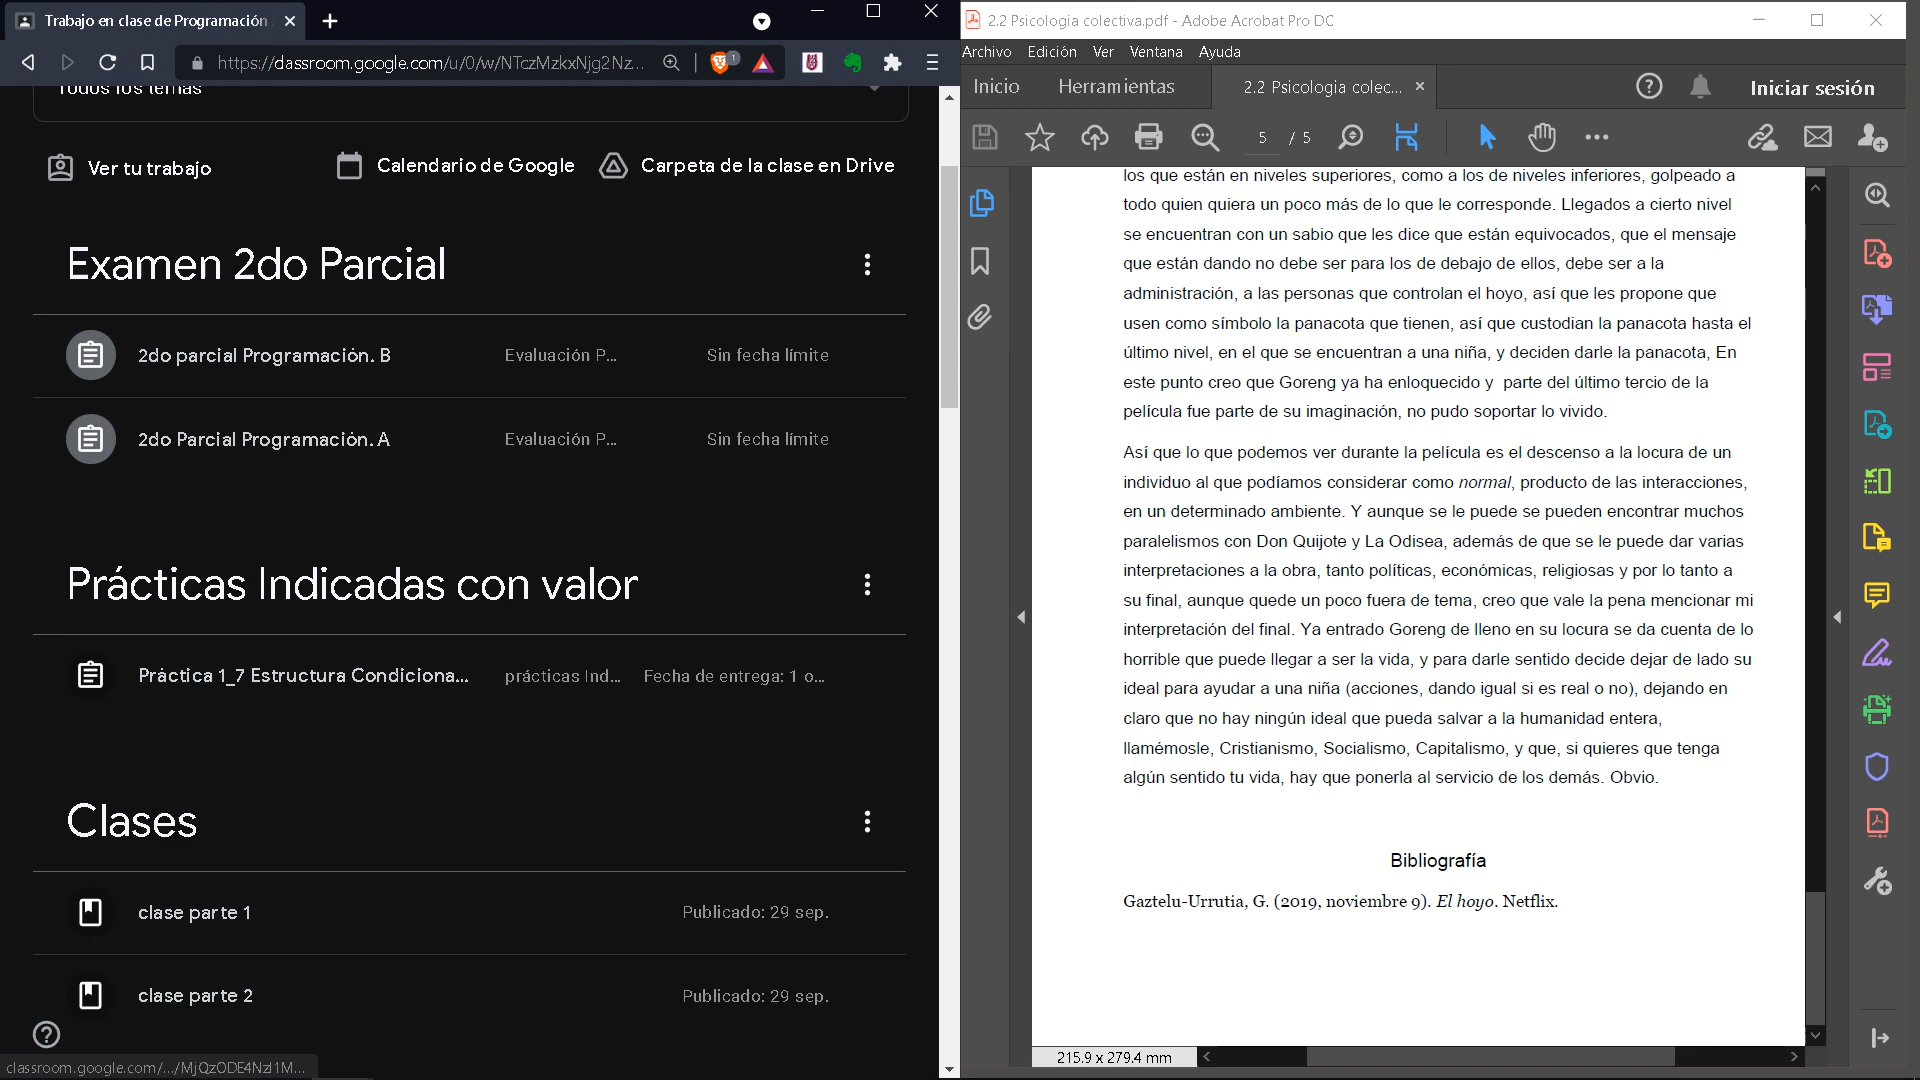 Trabajo en clase de Programación
https://classroom.google.com/u/0/w/NTczMzkxNjg2Nz...
1
Todos los temas
Ver tu trabajo
Calendario de Google
Carpeta de la clase en Drive
Examen 2do Parcial
2do parcial Programación. B
Evaluación P...
Sin fecha límite
2do Parcial Programación. A
Evaluación P...
Sin fecha límite
Prácticas Indicadas con valor
Práctica 1_7 Estructura Condiciona...
prácticas Ind...
Fecha de entrega: 1 o...
Clases
clase parte 1
Publicado: 29 sep.
clase parte 2
Publicado: 29 sep.
classroom.google.com/.../MjQzODE4NzI1M...
2.2 Psicologia colectiva.pdf - Adobe Acrobat Pro DC
Archivo Edición Ver Ventana Ayuda
Inicio
Herramientas
2.2 Psicologia colec...
Iniciar sesión
5 / 5
los que están en niveles superiores, como a los de niveles inferiores, golpeado a
todo quien quiera un poco más de lo que le corresponde. Llegados a cierto nivel
se encuentran con un sabio que les dice que están equivocados, que el mensaje
que están dando no debe ser para los de debajo de ellos, debe ser a la
administración, a las personas que controlan el hoyo, así que les propone que
usen como símbolo la panacota que tienen, así que custodian la panacota hasta el
último nivel, en el que se encuentran a una niña, y deciden darle la panacota, En
este punto creo que Goreng ya ha enloquecido y  parte del último tercio de la
película fue parte de su imaginación, no pudo soportar lo vivido.
Así que lo que podemos ver durante la película es el descenso a la locura de un
individuo al que podíamos considerar como normal, producto de las interacciones,
en un determinado ambiente. Y aunque se le puede se pueden encontrar muchos
paralelismos con Don Quijote y La Odisea, además de que se le puede dar varias
interpretaciones a la obra, tanto políticas, económicas, religiosas y por lo tanto a
su final, aunque quede un poco fuera de tema, creo que vale la pena mencionar mi
interpretación del final. Ya entrado Goreng de lleno en su locura se da cuenta de lo
horrible que puede llegar a ser la vida, y para darle sentido decide dejar de lado su
ideal para ayudar a una niña (acciones, dando igual si es real o no), dejando en
claro que no hay ningún ideal que pueda salvar a la humanidad entera,
llamémosle, Cristianismo, Socialismo, Capitalismo, y que, si quieres que tenga
algún sentido tu vida, hay que ponerla al servicio de los demás. Obvio.
Bibliografía
Gaztelu-Urrutia, G. (2019, noviembre 9). El hoyo. Netflix.
215.9 x 279.4 mm